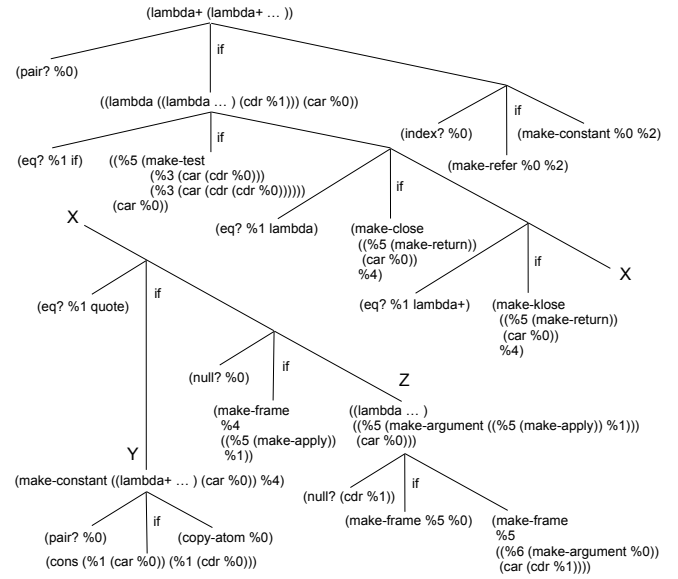 (lambda+ (lambda+ … ))
if
(pair? %0)
((lambda ((lambda … ) (cdr %1))) (car %0))
if
(index? %0)
(make-constant %0 %2)
(make-refer %0 %2)
if
(eq? %1 if)
((%5 (make-test
(%3 (car (cdr %0)))
(%3 (car (cdr (cdr %0))))))
(car %0))
if
(eq? %1 lambda)
(make-close
((%5 (make-return))
(car %0))
%4)
if
(eq? %1 lambda+)
(make-klose
((%5 (make-return))
(car %0))
%4)
X
X
if
(eq? %1 quote)
if
(null? %0)
(make-frame
%4
((%5 (make-apply))
%1))
Z
((lambda … )
((%5 (make-argument ((%5 (make-apply)) %1)))
(car %0)))
Y
(make-constant ((lambda+ … ) (car %0)) %4)
if
(pair? %0)
(copy-atom %0)
(cons (%1 (car %0)) (%1 (cdr %0)))
if
(null? (cdr %1))
(make-frame %5 %0)
(make-frame
%5
((%6 (make-argument %0))
(car (cdr %1))))